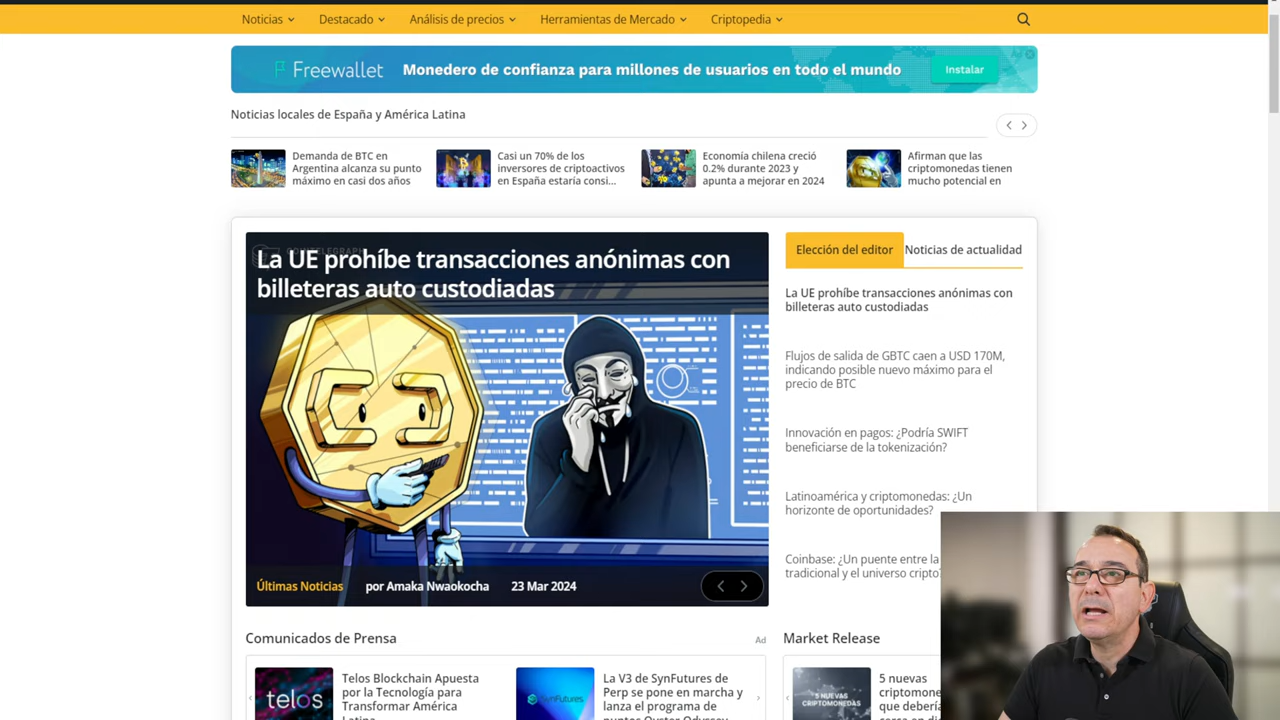 Noticias
Destacado
Análisis de precios
Herramientas de Mercado
Criptopedia
Freewallet
Monedero de confianza para millones de usuarios en todo el mundo
Instalar
Noticias locales de España y América Latina
Demanda de BTC en
Argentina alcanza su punto
máximo en casi dos años
Casi un 70% de los
inversores de criptoactivos
en España estaría consi...
Economía chilena creció
0.2% durante 2023 y
apunta a mejorar en 2024
Afirman que las
criptomonedas tienen
mucho potencial en
COINTELEGRAPH
La UE prohíbe transacciones anónimas con
billeteras auto custodiadas
Últimas Noticias
por Amaka Nwaokocha
23 Mar 2024
Elección del editor
Noticias de actualidad
La UE prohíbe transacciones anónimas con
billeteras auto custodiadas
Flujos de salida de GBTC caen a USD 170M,
indicando posible nuevo máximo para el
precio de BTC
Innovación en pagos: ¿Podría SWIFT
beneficiarse de la tokenización?
Latinoamérica y criptomonedas: ¿Un
horizonte de oportunidades?
Coinbase: ¿Un puente entre la
tradicional y el universo cripto?
Comunicados de Prensa
Ad
telos
Telos Blockchain Apuesta
por la Tecnología para
Transformar América
Latina
SynFutures
La V3 de SynFutures de
Perp se pone en marcha y
lanza el programa de
puntos Oyster Odyssey
Market Release
5 NUEVAS
CRIPTOMONEDAS
5 nuevas
criptomone
que debería